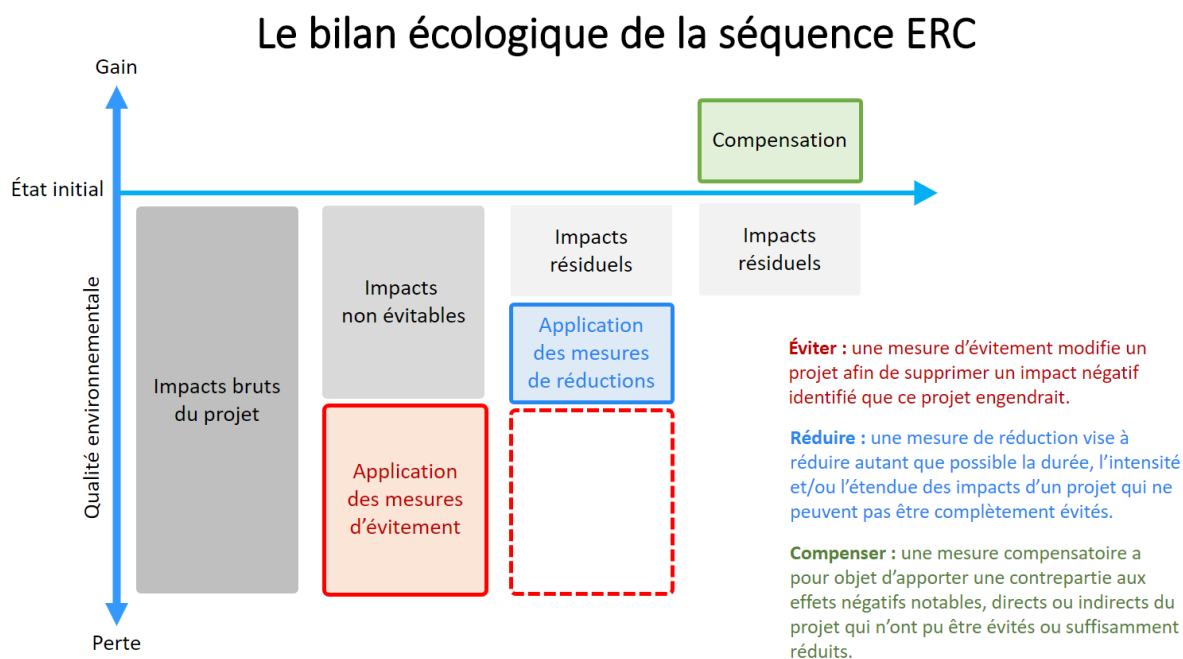 Le bilan écologique de la séquence ERC
Gain
Compensation
État initial
Impacts bruts
du projet
Impacts
non évitables
Impacts
résiduels
Impacts
résiduels
Application
des mesures
d’évitement
Application
des mesures
de réductions
Qualité environnementale
Perte
Éviter : une mesure d’évitement modifie un
projet afin de supprimer un impact négatif
identifié que ce projet engendrait.
Réduire : une mesure de réduction vise à
réduire autant que possible la durée, l’intensité
et/ou l’étendue des impacts d’un projet qui ne
peuvent pas être complètement évités.
Compenser : une mesure compensatoire a
pour objet d’apporter une contrepartie aux
effets négatifs notables, directs ou indirects du
projet qui n’ont pu être évités ou suffisamment
réduits.